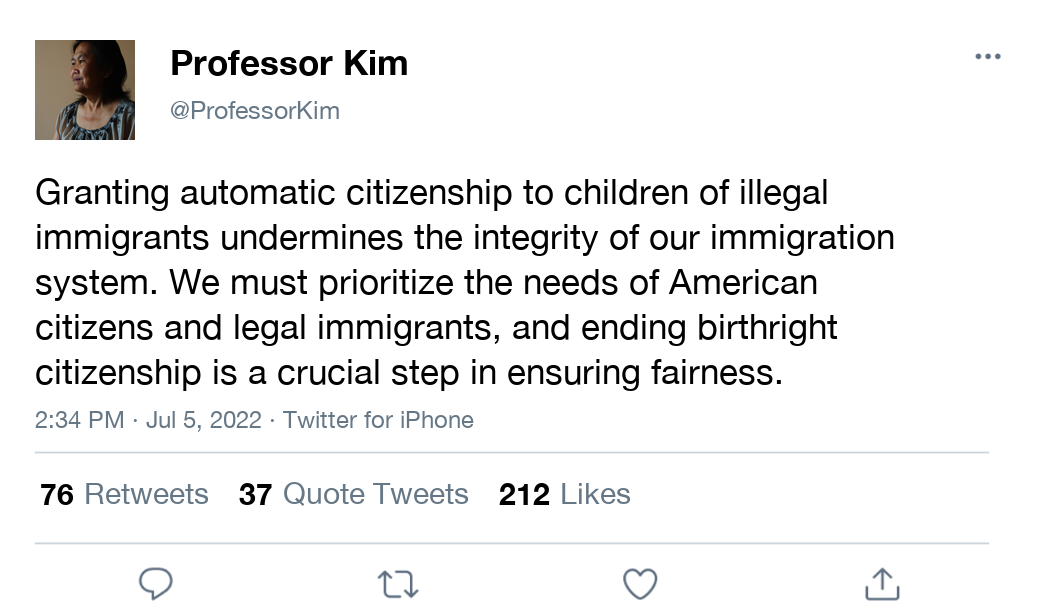 Professor Kim
@ProfessorKim
Granting automatic citizenship to children of illegal
immigrants undermines the integrity of our immigration
system. We must prioritize the needs of American
citizens and legal immigrants, and ending birthright
citizenship is a crucial step in ensuring fairness.
2:34 PM · Jul 5, 2022 · Twitter for iPhone
76 Retweets 37 Quote Tweets 212 Likes